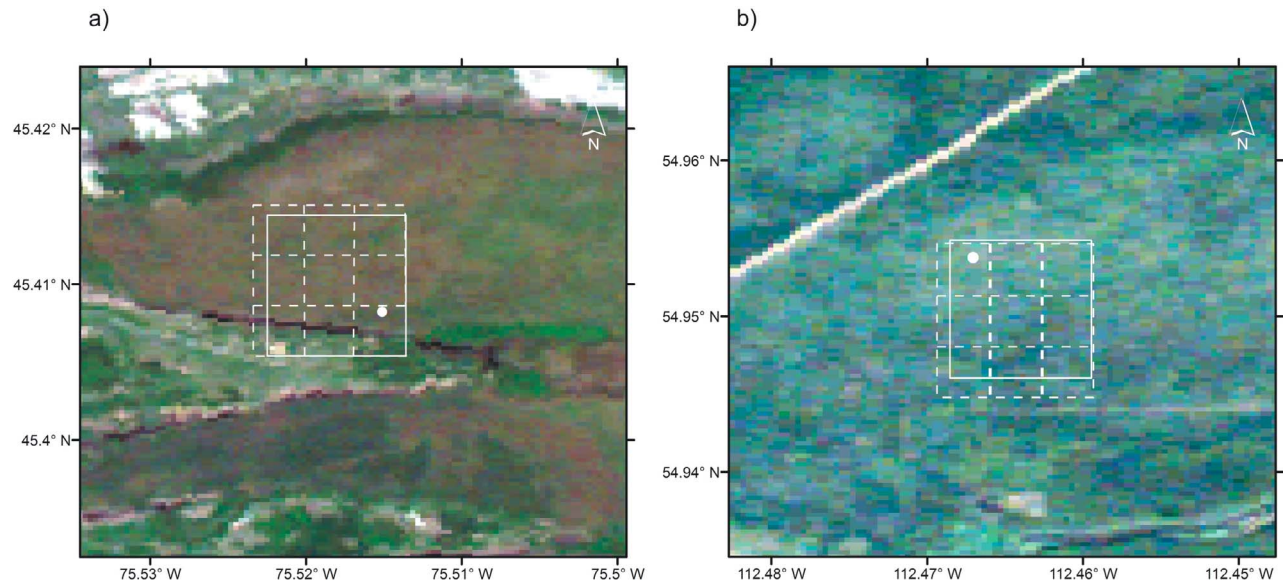 a)
b)
N
N
45.42° N
45.41° N
45.4° N
54.96° N
54.95° N
54.94° N
75.53° W
75.52° W
75.51° W
75.5° W
112.48° W
112.47° W
112.46° W
112.45° W